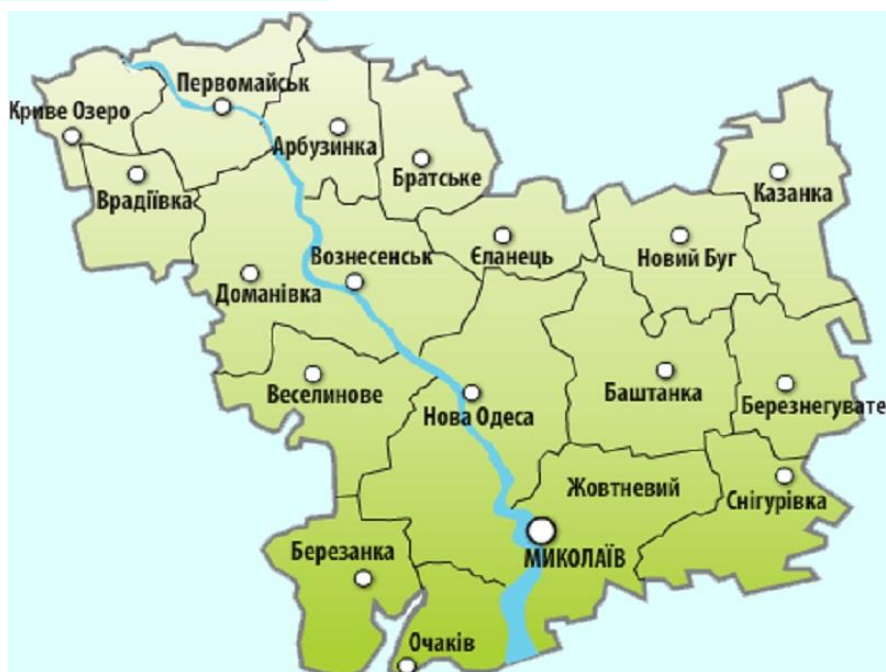 Первомайськ
Криве Озеро
Арбузинка
Братське
Врадіївка
Казанка
Вознесенськ
Єланець
Новий Буг
Доманівка
Веселинове
Баштанка
Березнегувате
Нова Одеса
Жовтневий
Снігурівка
Березанка
МИКОЛАЇВ
Очаків